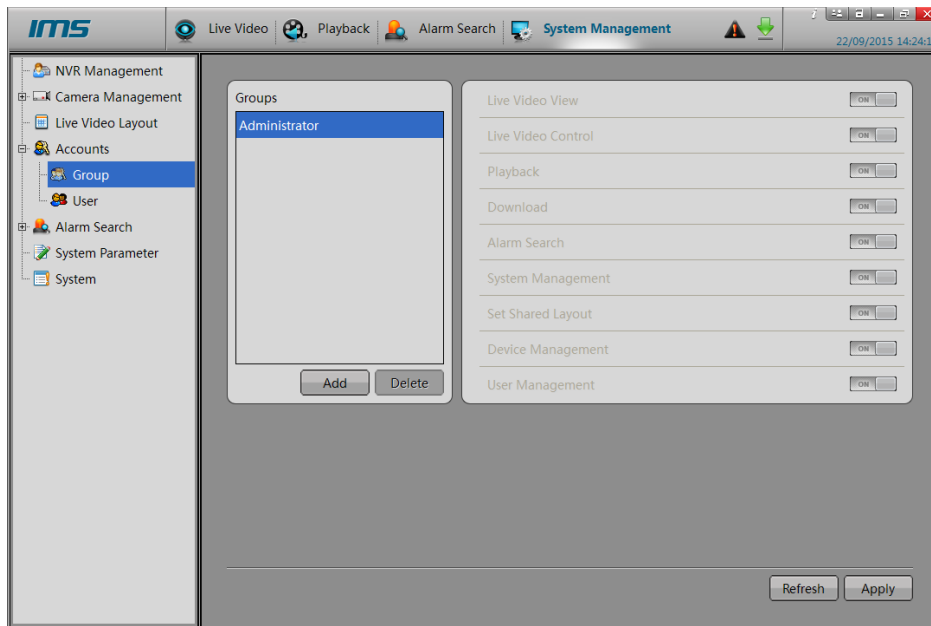 IMS
Live Video
Playback
Alarm Search
System Management
22/09/2015 14:24:1
NVR Management
Camera Management
Live Video Layout
Accounts
Group
User
Alarm Search
System Parameter
System
Groups
Administrator
Add
Delete
Live Video View ON
Live Video Control ON
Playback ON
Download ON
Alarm Search ON
System Management ON
Set Shared Layout ON
Device Management ON
User Management ON
Refresh
Apply